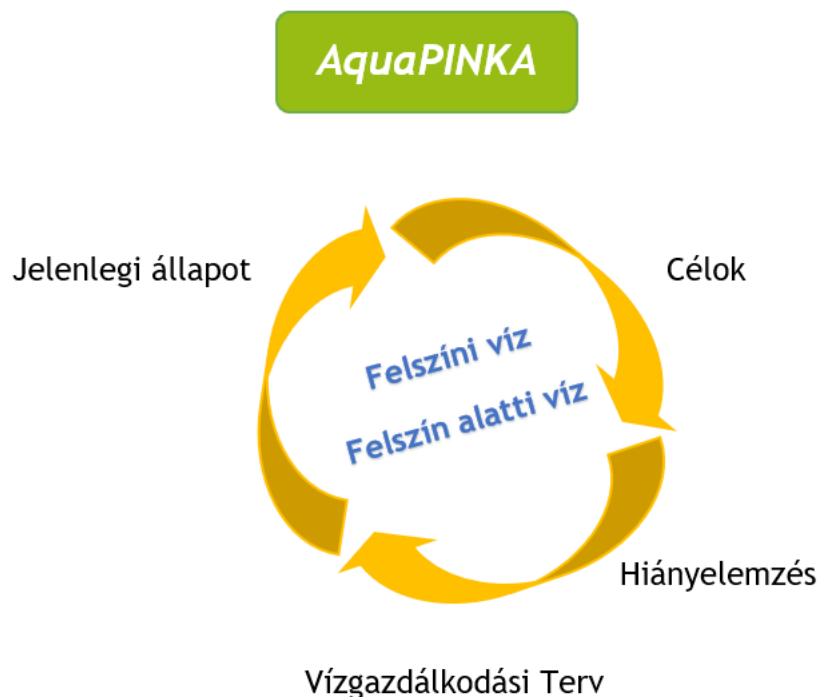 AquaPINKA
Jelenlegi állapot
Célok
Felszíni víz
Felszín alatti víz
Hiányelemzés
Vízgazdálkodási Terv